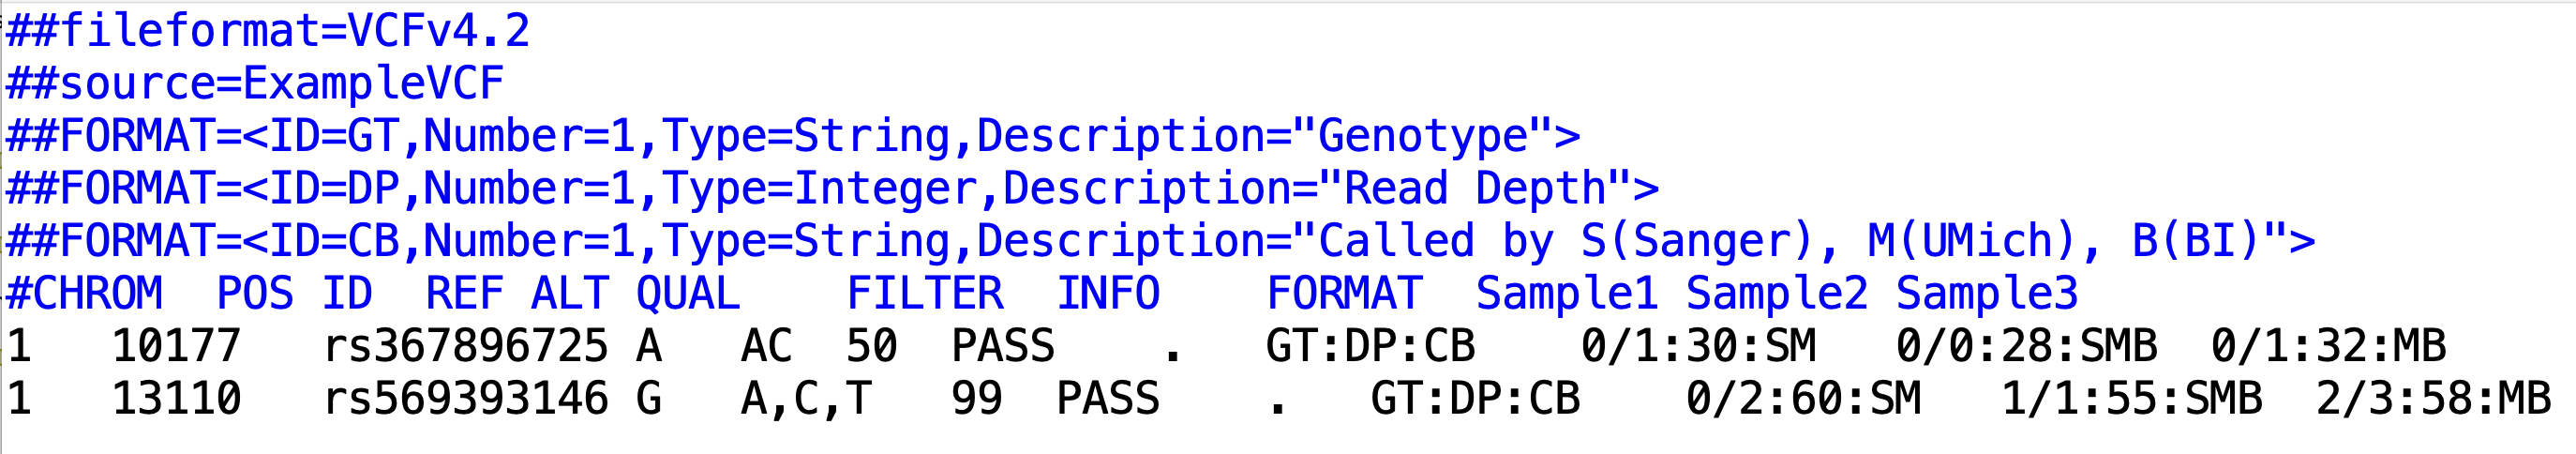 ##fileformat=VCFv4.2
##source=ExampleVCF
##FORMAT=<ID=GT,Number=1,Type=String,Description="Genotype">
##FORMAT=<ID=DP,Number=1,Type=Integer,Description="Read Depth">
##FORMAT=<ID=CB,Number=1,Type=String,Description="Called by S(Sanger), M(UMich), B(BI)">
#CHROM  POS ID  REF ALT QUAL    FILTER  INFO    FORMAT  Sample1 Sample2 Sample3
1   10177   rs367896725 A   AC  50  PASS    .   GT:DP:CB    0/1:30:SM   0/0:28:SMB  0/1:32:MB
1   13110   rs569393146 G   A,C,T   99  PASS    .   GT:DP:CB    0/2:60:SM   1/1:55:SMB  2/3:58:MB